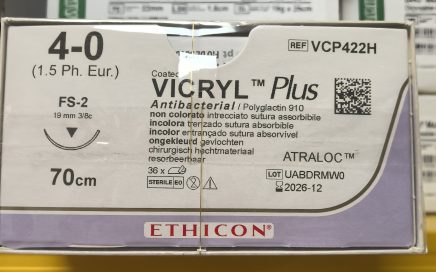 4-0
(1.5 Ph. Eur.)
FS-2
19 mm 3/8c
70cm
REF VCP422H
Coated
VICRYL™ Plus
Antibacterial / Polyglactin 910
non colorato intrecciato sutura assorbibile
incolora trenzado sutura absorbible
incolor entrançado sutura absorvível
ongekleurd gevlochten
chirurgisch hechtmateriaal
resorbeerbaar
ATRALOC™
36 x
STERILE EO
LOT UABDRMW0
2026-12
ETHICON®